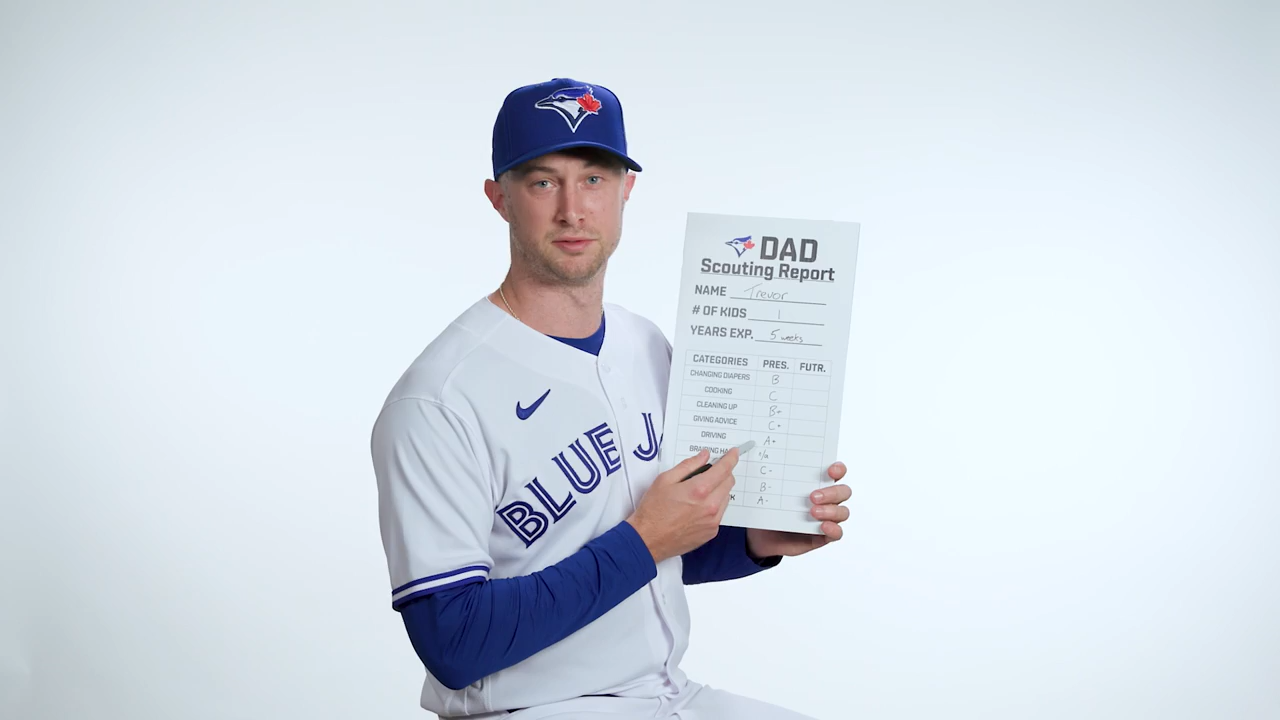 DAD
Scouting Report
NAME Trevor
# OF KIDS 1
YEARS EXP. 5 weeks
CATEGORIES PRES. FUTR.
CHANGING DIAPERS B
COOKING C
CLEANING UP B+
GIVING ADVICE C+
DRIVING A+
BRAIDING n/a
C-
B-
A-
BLUE J